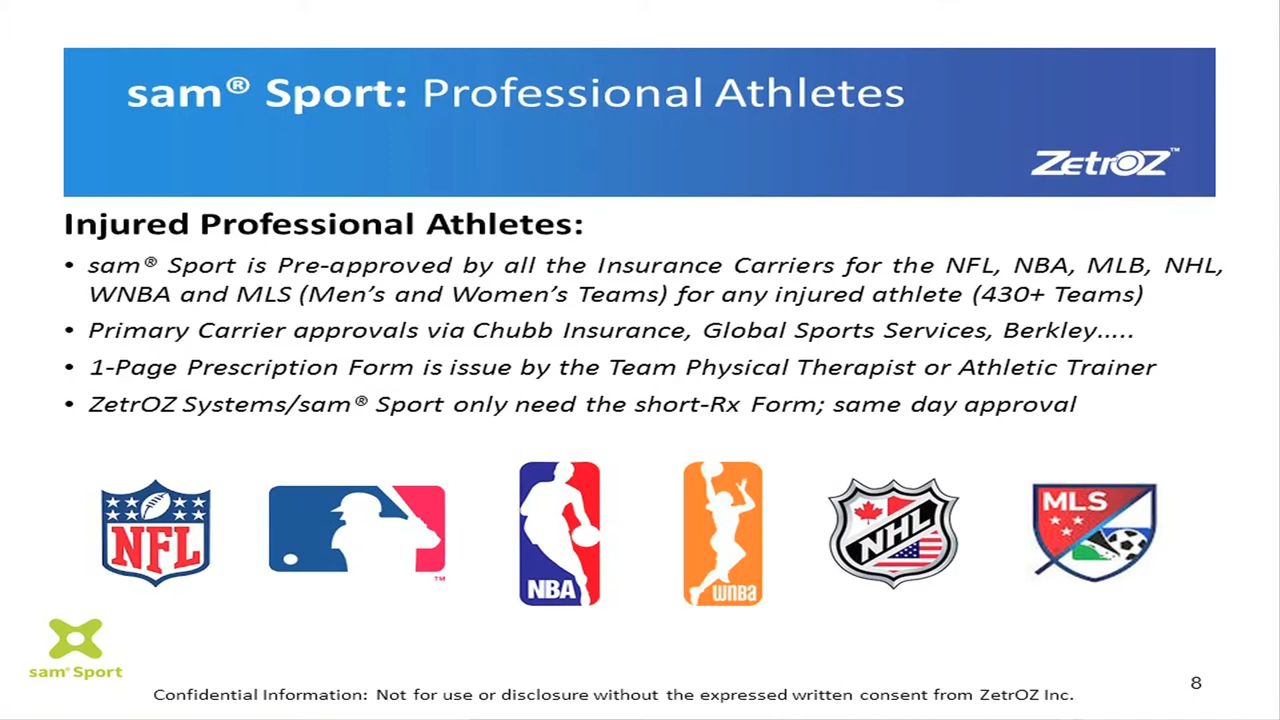 sam® Sport: Professional Athletes
ZetrOZ™
Injured Professional Athletes:
• sam® Sport is Pre-approved by all the Insurance Carriers for the NFL, NBA, MLB, NHL,
WNBA and MLS (Men’s and Women’s Teams) for any injured athlete (430+ Teams)
• Primary Carrier approvals via Chubb Insurance, Global Sports Services, Berkley…..
• 1-Page Prescription Form is issue by the Team Physical Therapist or Athletic Trainer
• ZetrOZ Systems/sam® Sport only need the short-Rx Form; same day approval
NFL
TM
NBA
WNBA
NHL
MLS
sam® Sport
Confidential Information: Not for use or disclosure without the expressed written consent from ZetrOZ Inc.
8